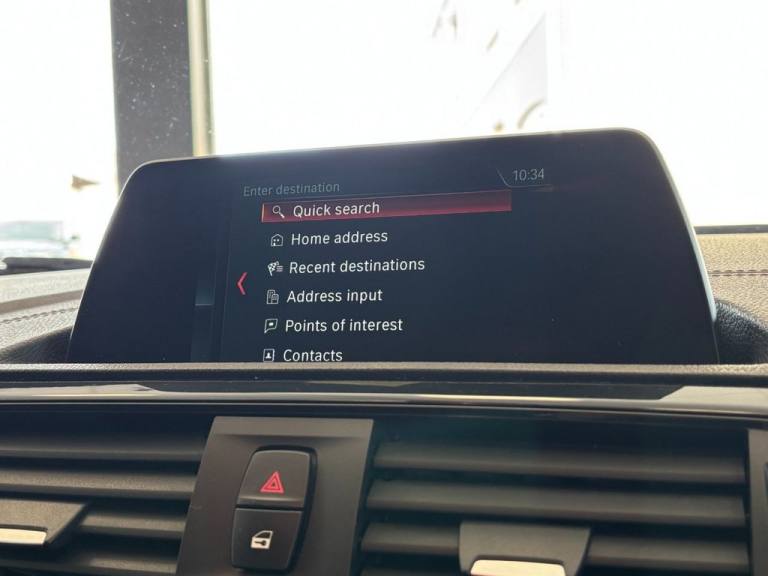 Enter destination
10:34
Quick search
Home address
Recent destinations
Address input
Points of interest
Contacts